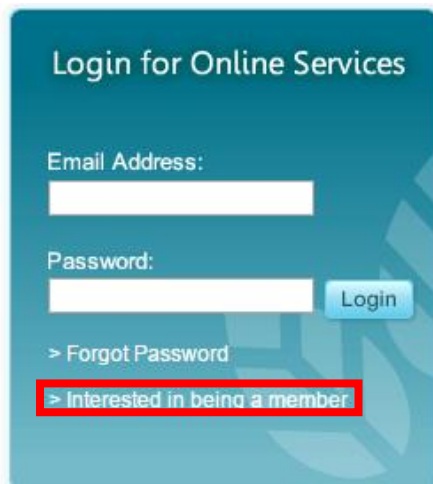 Login for Online Services
Email Address:
Password:
Login
> Forgot Password
> Interested in being a member